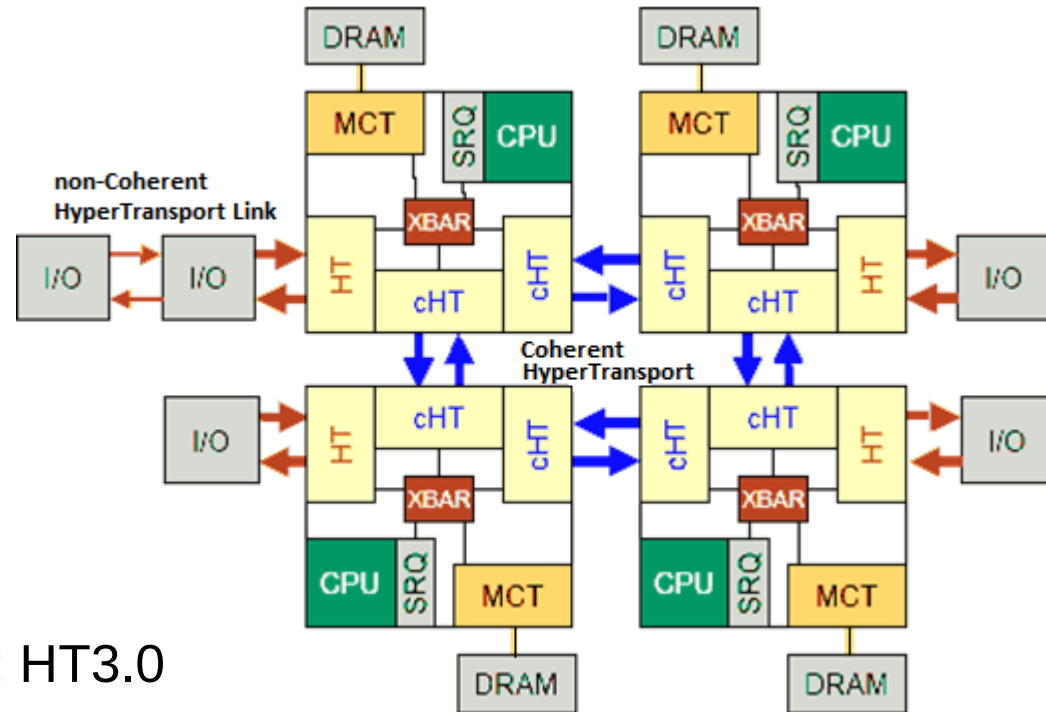 DRAM
DRAM
MCT
SRQ
CPU
MCT
SRQ
CPU
non-Coherent
HyperTransport Link
XBAR
XBAR
I/O
I/O
HT
cHT
cHT
cHT
cHT
HT
I/O
Coherent
HyperTransport
I/O
HT
cHT
cHT
cHT
cHT
HT
I/O
XBAR
XBAR
CPU
SRQ
MCT
CPU
SRQ
MCT
HT3.0
DRAM
DRAM